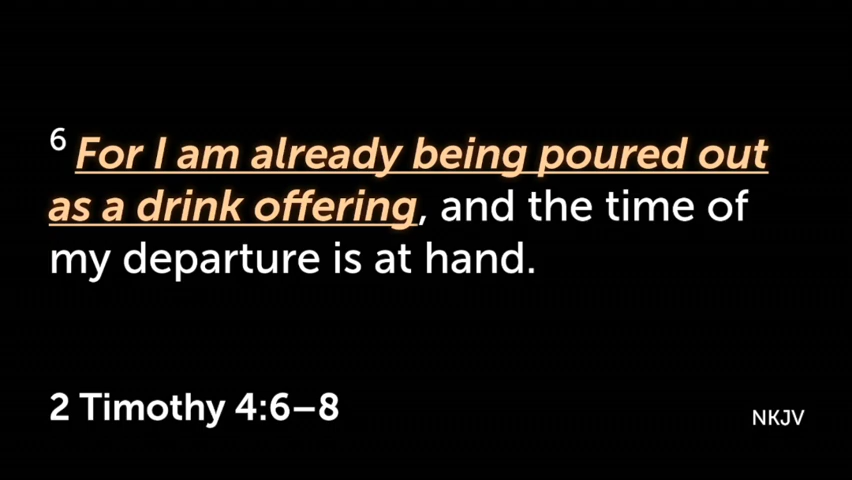 6 For I am already being poured out
as a drink offering, and the time of
my departure is at hand.
2 Timothy 4:6–8
NKJV